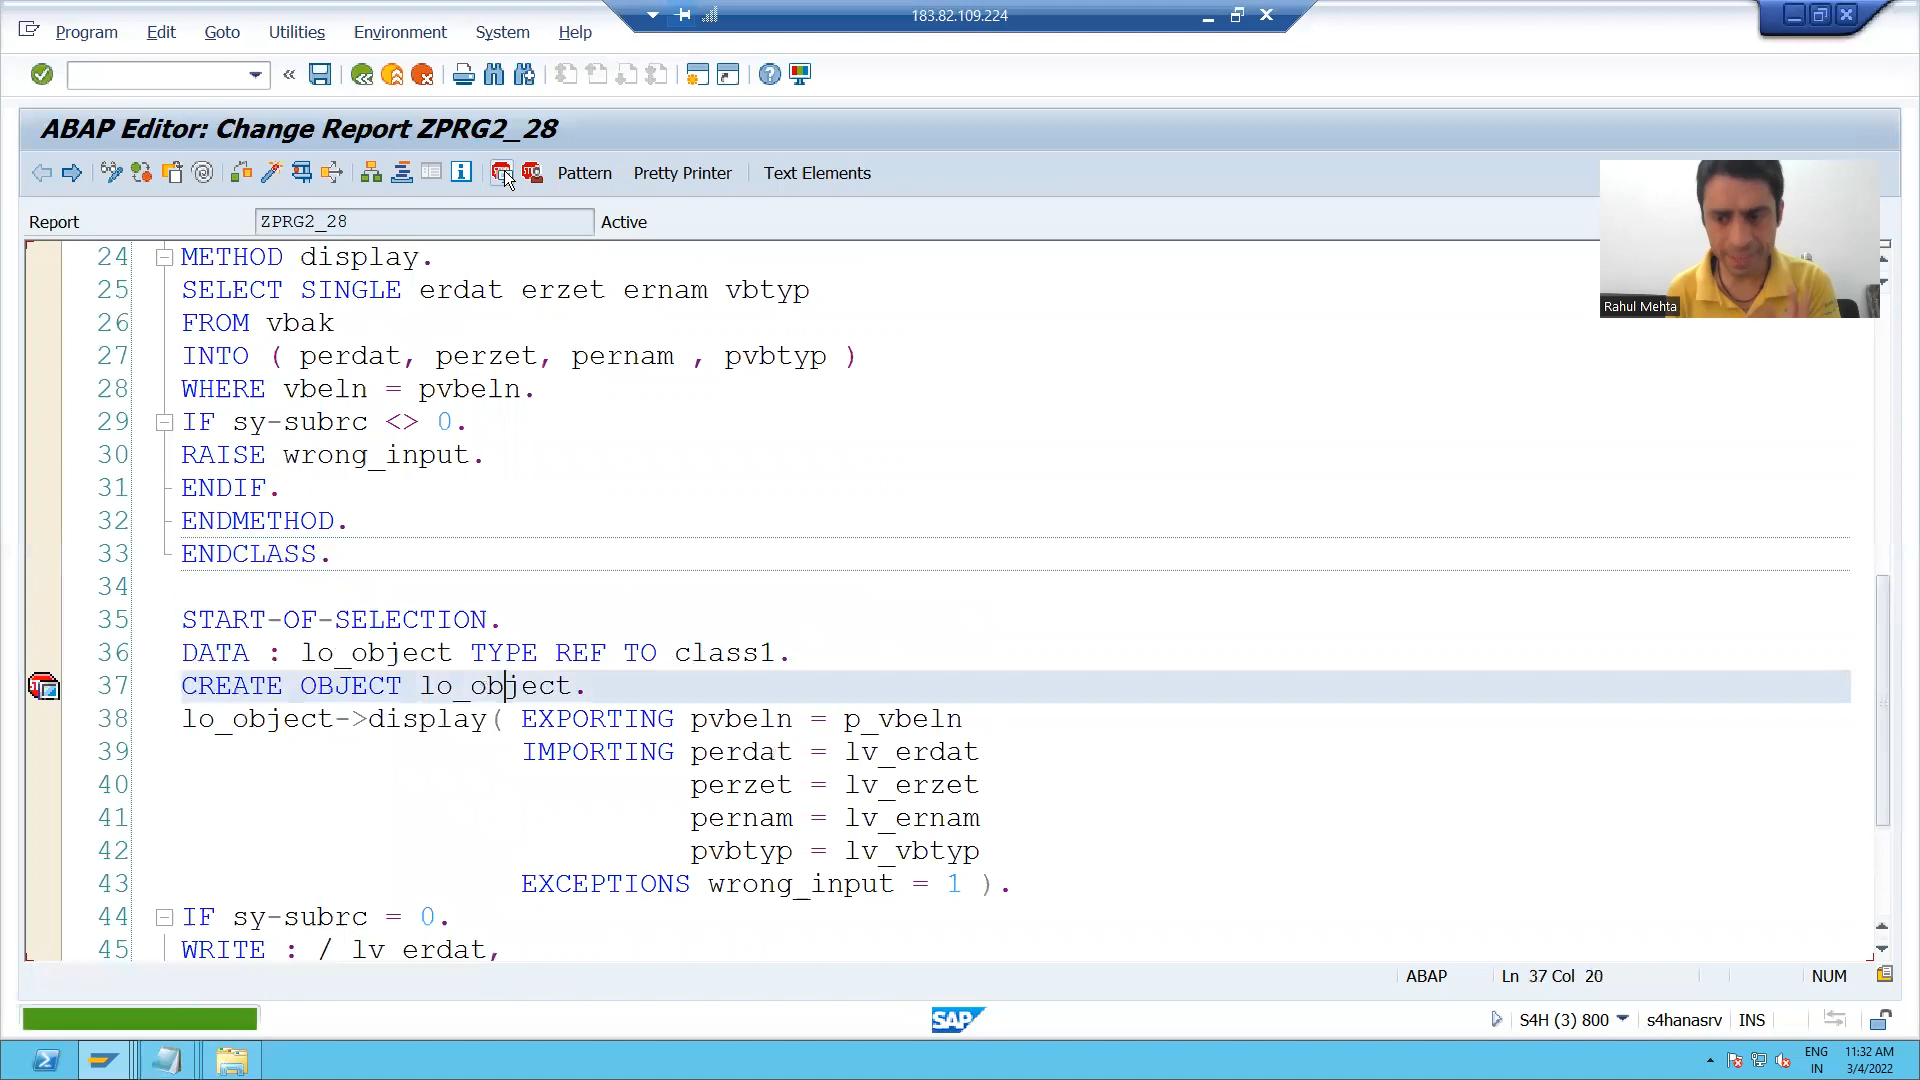 183.82.109.224
Program Edit Goto Utilities Environment System Help
ABAP Editor: Change Report ZPRG2_28
Pattern Pretty Printer Text Elements
Report ZPRG2_28 Active
Rahul Mehta
24 METHOD display.
25 SELECT SINGLE erdat erzet ernam vbtyp
26 FROM vbak
27 INTO ( perdat, perzet, pernam , pvbtyp )
28 WHERE vbeln = pvbeln.
29 IF sy-subrc <> 0.
30 RAISE wrong_input.
31 ENDIF.
32 ENDMETHOD.
33 ENDCLASS.
34
35 START-OF-SELECTION.
36 DATA : lo_object TYPE REF TO class1.
37 CREATE OBJECT lo_object.
38 lo_object->display( EXPORTING pvbeln = p_vbeln
39 IMPORTING perdat = lv_erdat
40 perzet = lv_erzet
41 pernam = lv_ernam
42 pvbtyp = lv_vbtyp
43 EXCEPTIONS wrong_input = 1 ).
44 IF sy-subrc = 0.
45 WRITE : / lv_erdat,
ABAP Ln 37 Col 20 NUM
SAP S4H (3) 800 s4hanasrv INS
ENG 11:32 AM
IN 3/4/2022